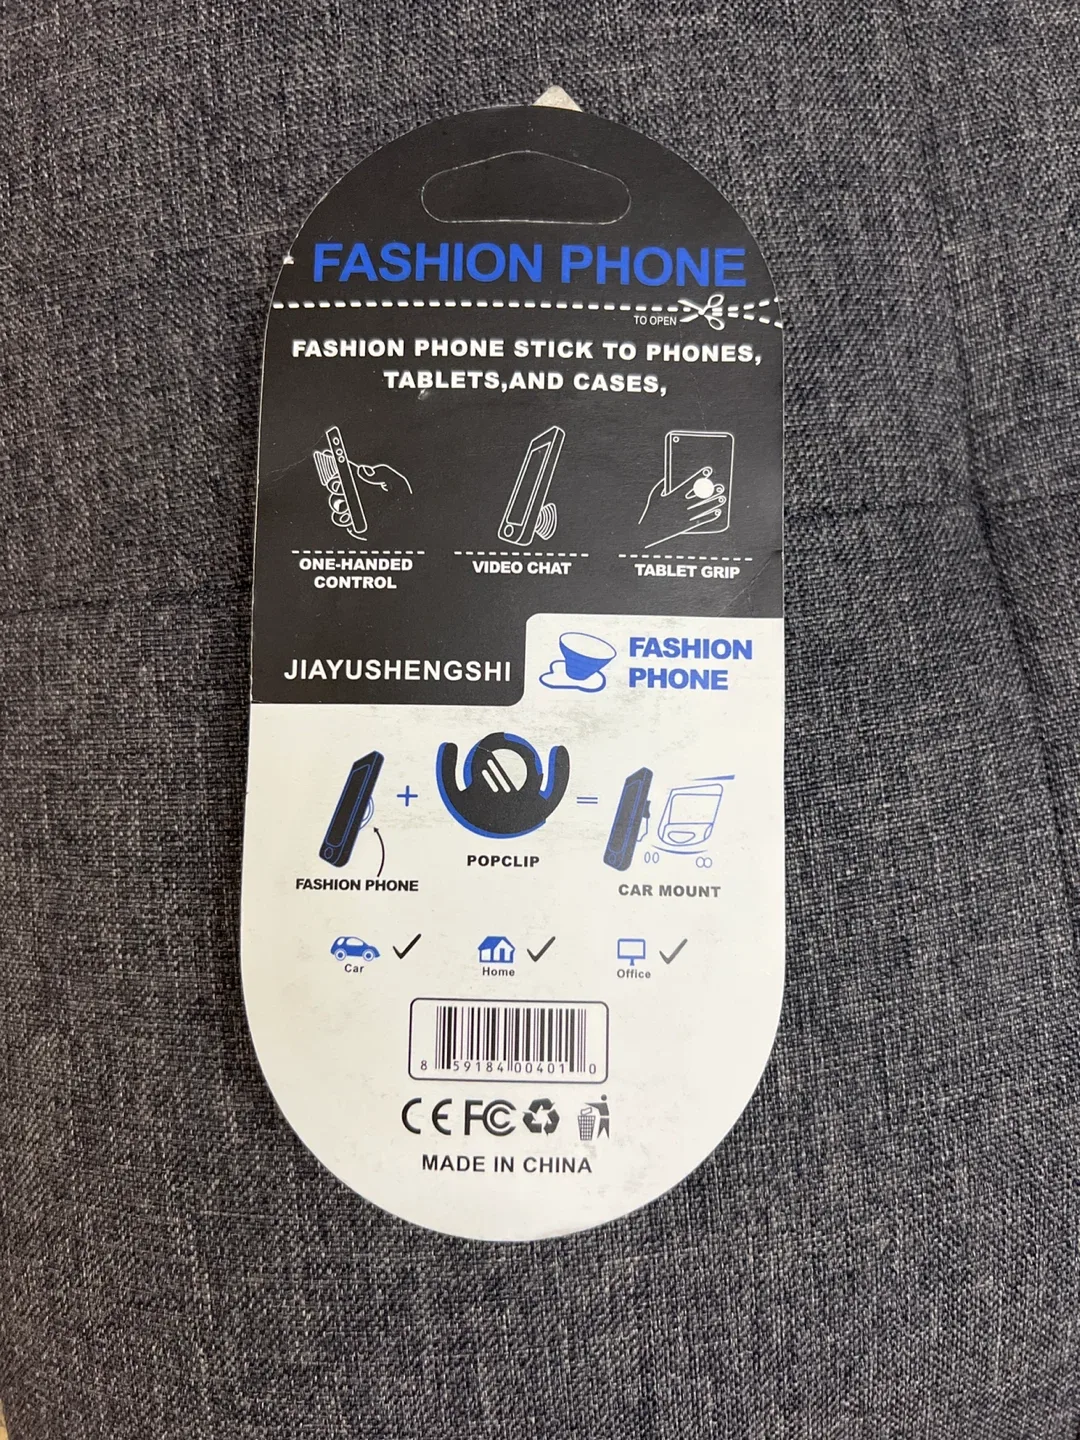 FASHION PHONE
TO OPEN
FASHION PHONE STICK TO PHONES,
TABLETS,AND CASES,
ONE-HANDED
CONTROL
VIDEO CHAT
TABLET GRIP
JIAYUSHENGSHI
FASHION
PHONE
+
=
POPCLIP
FASHION PHONE
CAR MOUNT
Car
Home
Office
8 59184 00401 0
CE FC
MADE IN CHINA